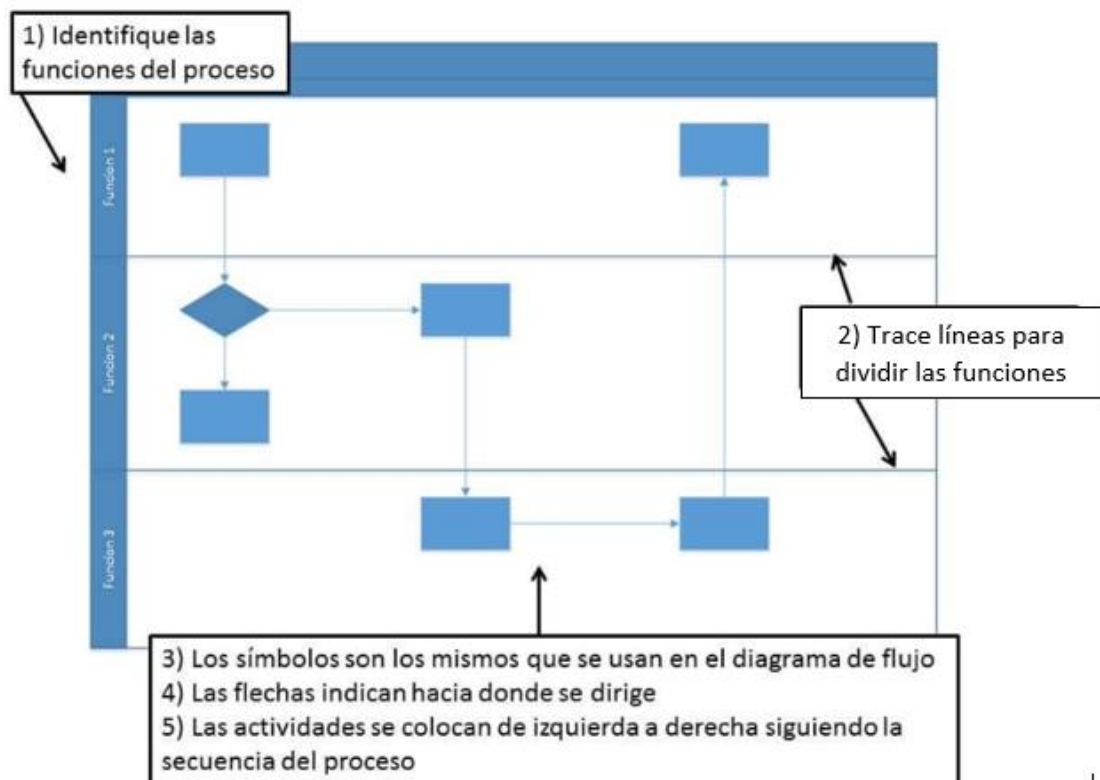 1) Identifique las
funciones del proceso
Funcion 1
Funcion 2
2) Trace líneas para
dividir las funciones
Funcion 3
3) Los símbolos son los mismos que se usan en el diagrama de flujo
4) Las flechas indican hacia donde se dirige
5) Las actividades se colocan de izquierda a derecha siguiendo la
secuencia del proceso